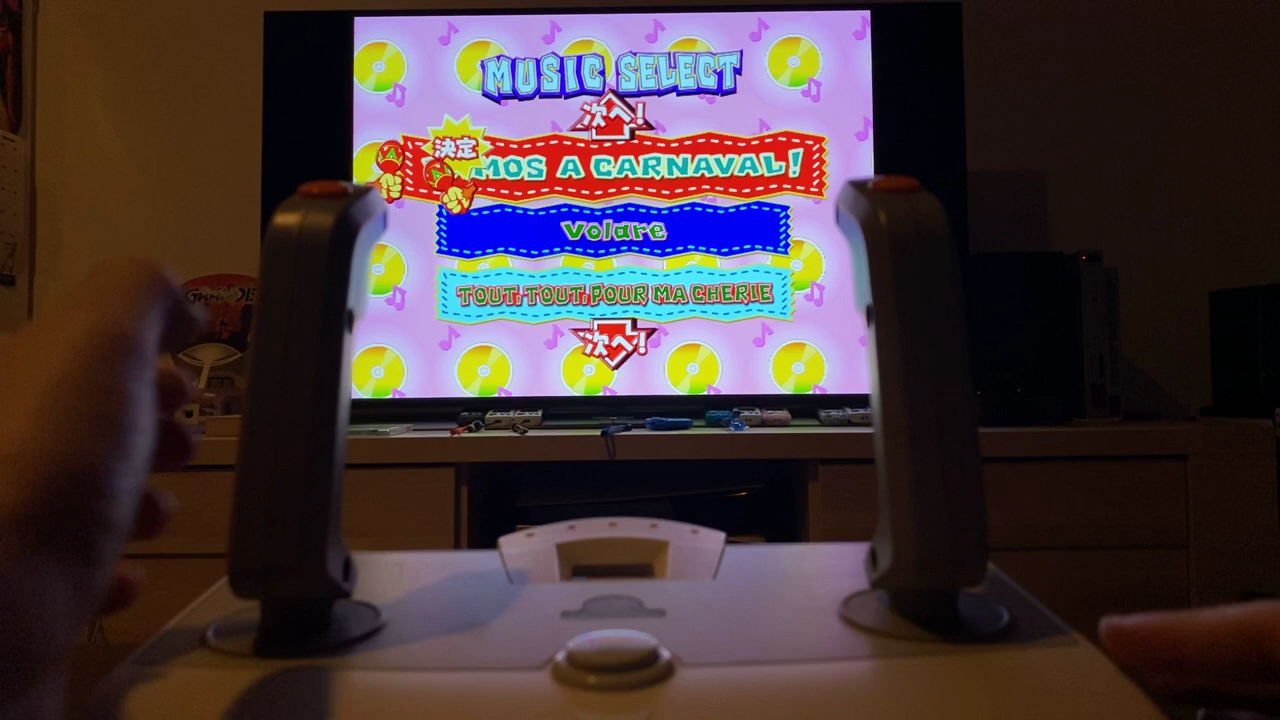 MUSIC SELECT
次へ!
決定
MOS A CARNAVAL!
Volare
TOUT, TOUT, POUR MA CHERIE
次へ!